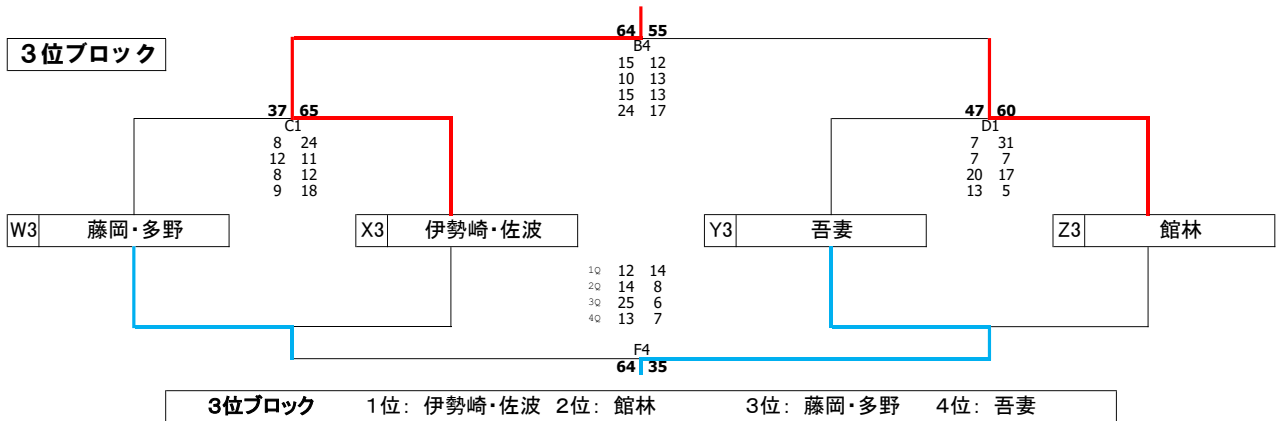 64 55
3位ブロック
B4
15 12
10 13
15 13
24 17
37 65
C1
8 24
12 11
8 12
9 18
47 60
D1
7 31
7 7
20 17
13 5
W3 藤岡・多野
X3 伊勢崎・佐波
Y3 吾妻
Z3 館林
1Q 12 14
2Q 14 8
3Q 25 6
4Q 13 7
F4
64 35
3位ブロック 1位: 伊勢崎・佐波 2位: 館林 3位: 藤岡・多野 4位: 吾妻